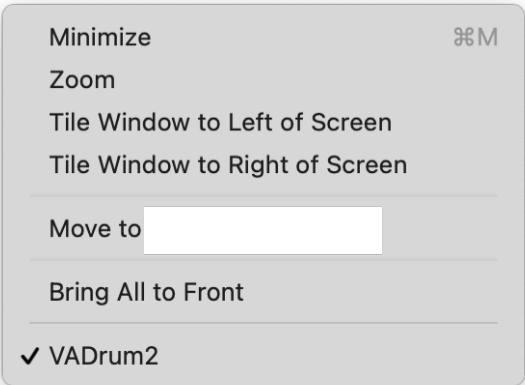 Minimize ⌘M
Zoom
Tile Window to Left of Screen
Tile Window to Right of Screen
Move to
Bring All to Front
✓ VADrum2